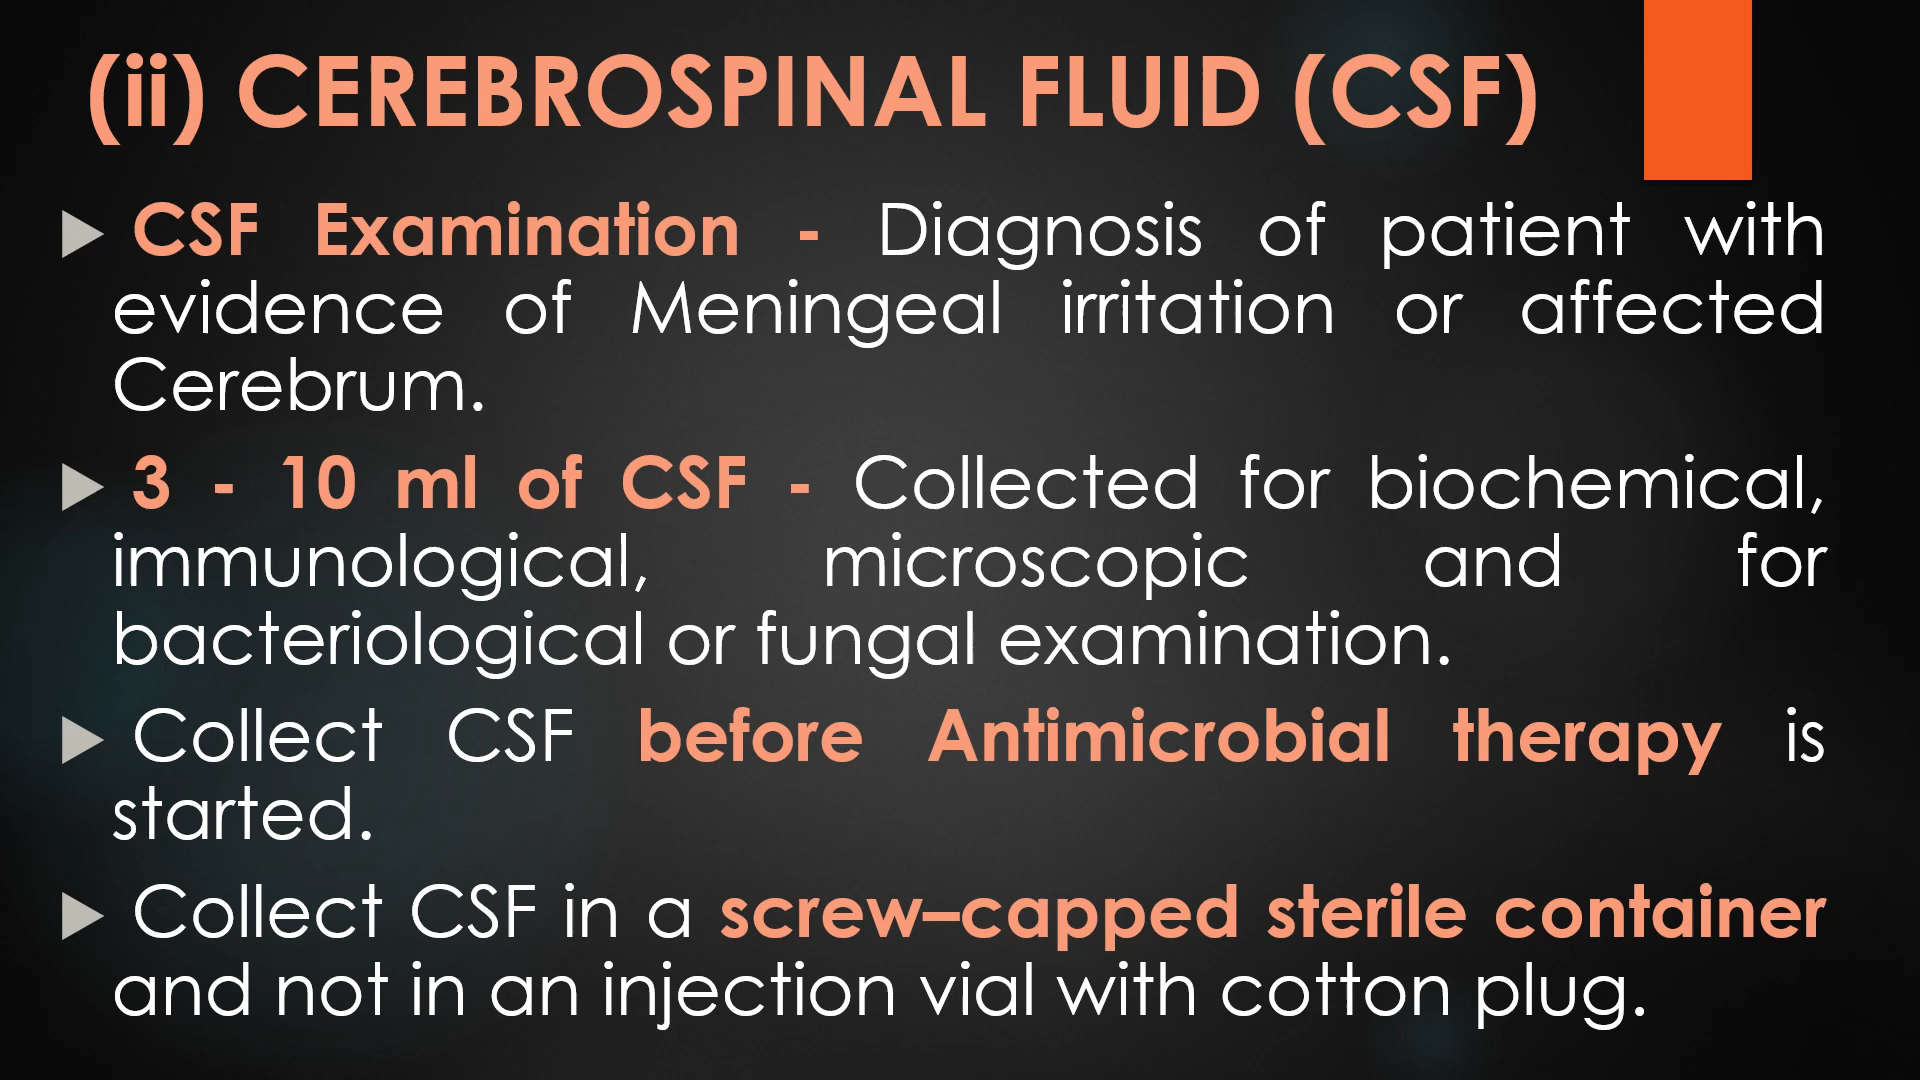 (ii) CEREBROSPINAL FLUID (CSF)
CSF Examination - Diagnosis of patient with
evidence of Meningeal irritation or affected
Cerebrum.
3 - 10 ml of CSF - Collected for biochemical,
immunological, microscopic and for
bacteriological or fungal examination.
Collect CSF before Antimicrobial therapy is
started.
Collect CSF in a screw–capped sterile container
and not in an injection vial with cotton plug.